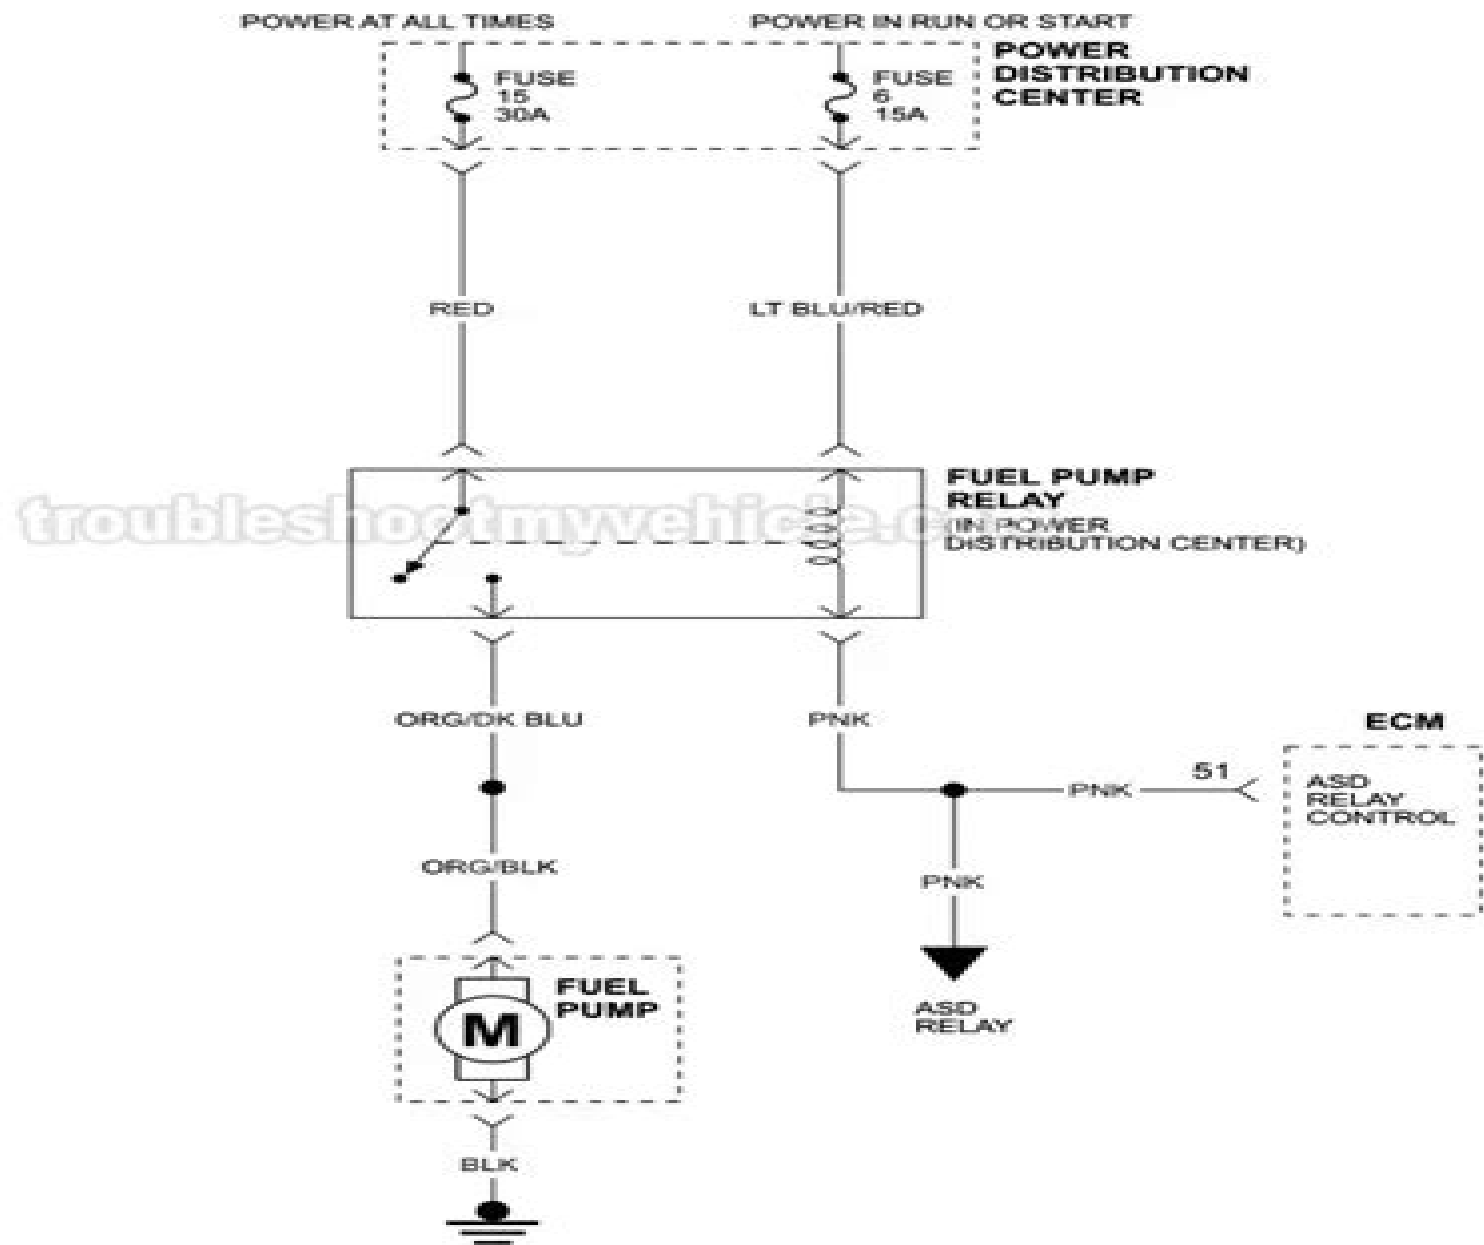 POWER AT ALL TIMES
POWER IN RUN OR START
POWER
DISTRIBUTION
CENTER
FUSE
15
30A
FUSE
6
15A
RED
LT BLU/RED
FUEL PUMP
RELAY
(IN POWER
DISTRIBUTION CENTER)
troubleshootmyvehicle.c
ORG/DK BLU
PNK
ECM
51
PNK
ASD
RELAY
CONTROL
ORG/BLK
PNK
FUEL
PUMP
M
ASD
RELAY
BLK